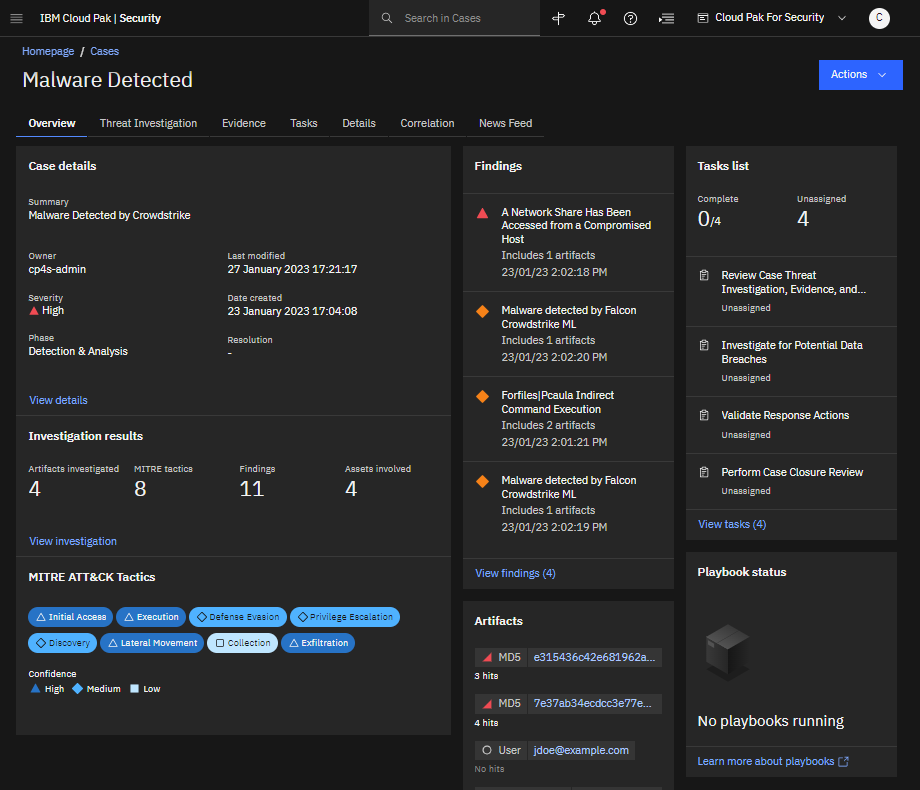 IBM Cloud Pak | Security
Search in Cases
Cloud Pak For Security
C
Homepage / Cases
Malware Detected
Actions
Overview
Threat Investigation
Evidence
Tasks
Details
Correlation
News Feed
Case details
Summary
Malware Detected by Crowdstrike
Owner
cp4s-admin
Last modified
27 January 2023 17:21:17
Severity
High
Date created
23 January 2023 17:04:08
Phase
Detection & Analysis
Resolution
-
View details
Investigation results
Artifacts investigated
4
MITRE tactics
8
Findings
11
Assets involved
4
View investigation
MITRE ATT&CK Tactics
Initial Access
Execution
Defense Evasion
Privilege Escalation
Discovery
Lateral Movement
Collection
Exfiltration
Confidence
High
Medium
Low
Findings
A Network Share Has Been
Accessed from a Compromised
Host
Includes 1 artifacts
23/01/23 2:02:18 PM
Malware detected by Falcon
Crowdstrike ML
Includes 1 artifacts
23/01/23 2:02:20 PM
Forfiles|Pcaula Indirect
Command Execution
Includes 2 artifacts
23/01/23 2:01:21 PM
Malware detected by Falcon
Crowdstrike ML
Includes 1 artifacts
23/01/23 2:02:19 PM
View findings (4)
Artifacts
MD5 e315436c42e681962a...
3 hits
MD5 7e37ab34ecdcc3e77e...
4 hits
User jdoe@example.com
No hits
Tasks list
Complete
0/4
Unassigned
4
Review Case Threat
Investigation, Evidence, and...
Unassigned
Investigate for Potential Data
Breaches
Unassigned
Validate Response Actions
Unassigned
Perform Case Closure Review
Unassigned
View tasks (4)
Playbook status
No playbooks running
Learn more about playbooks